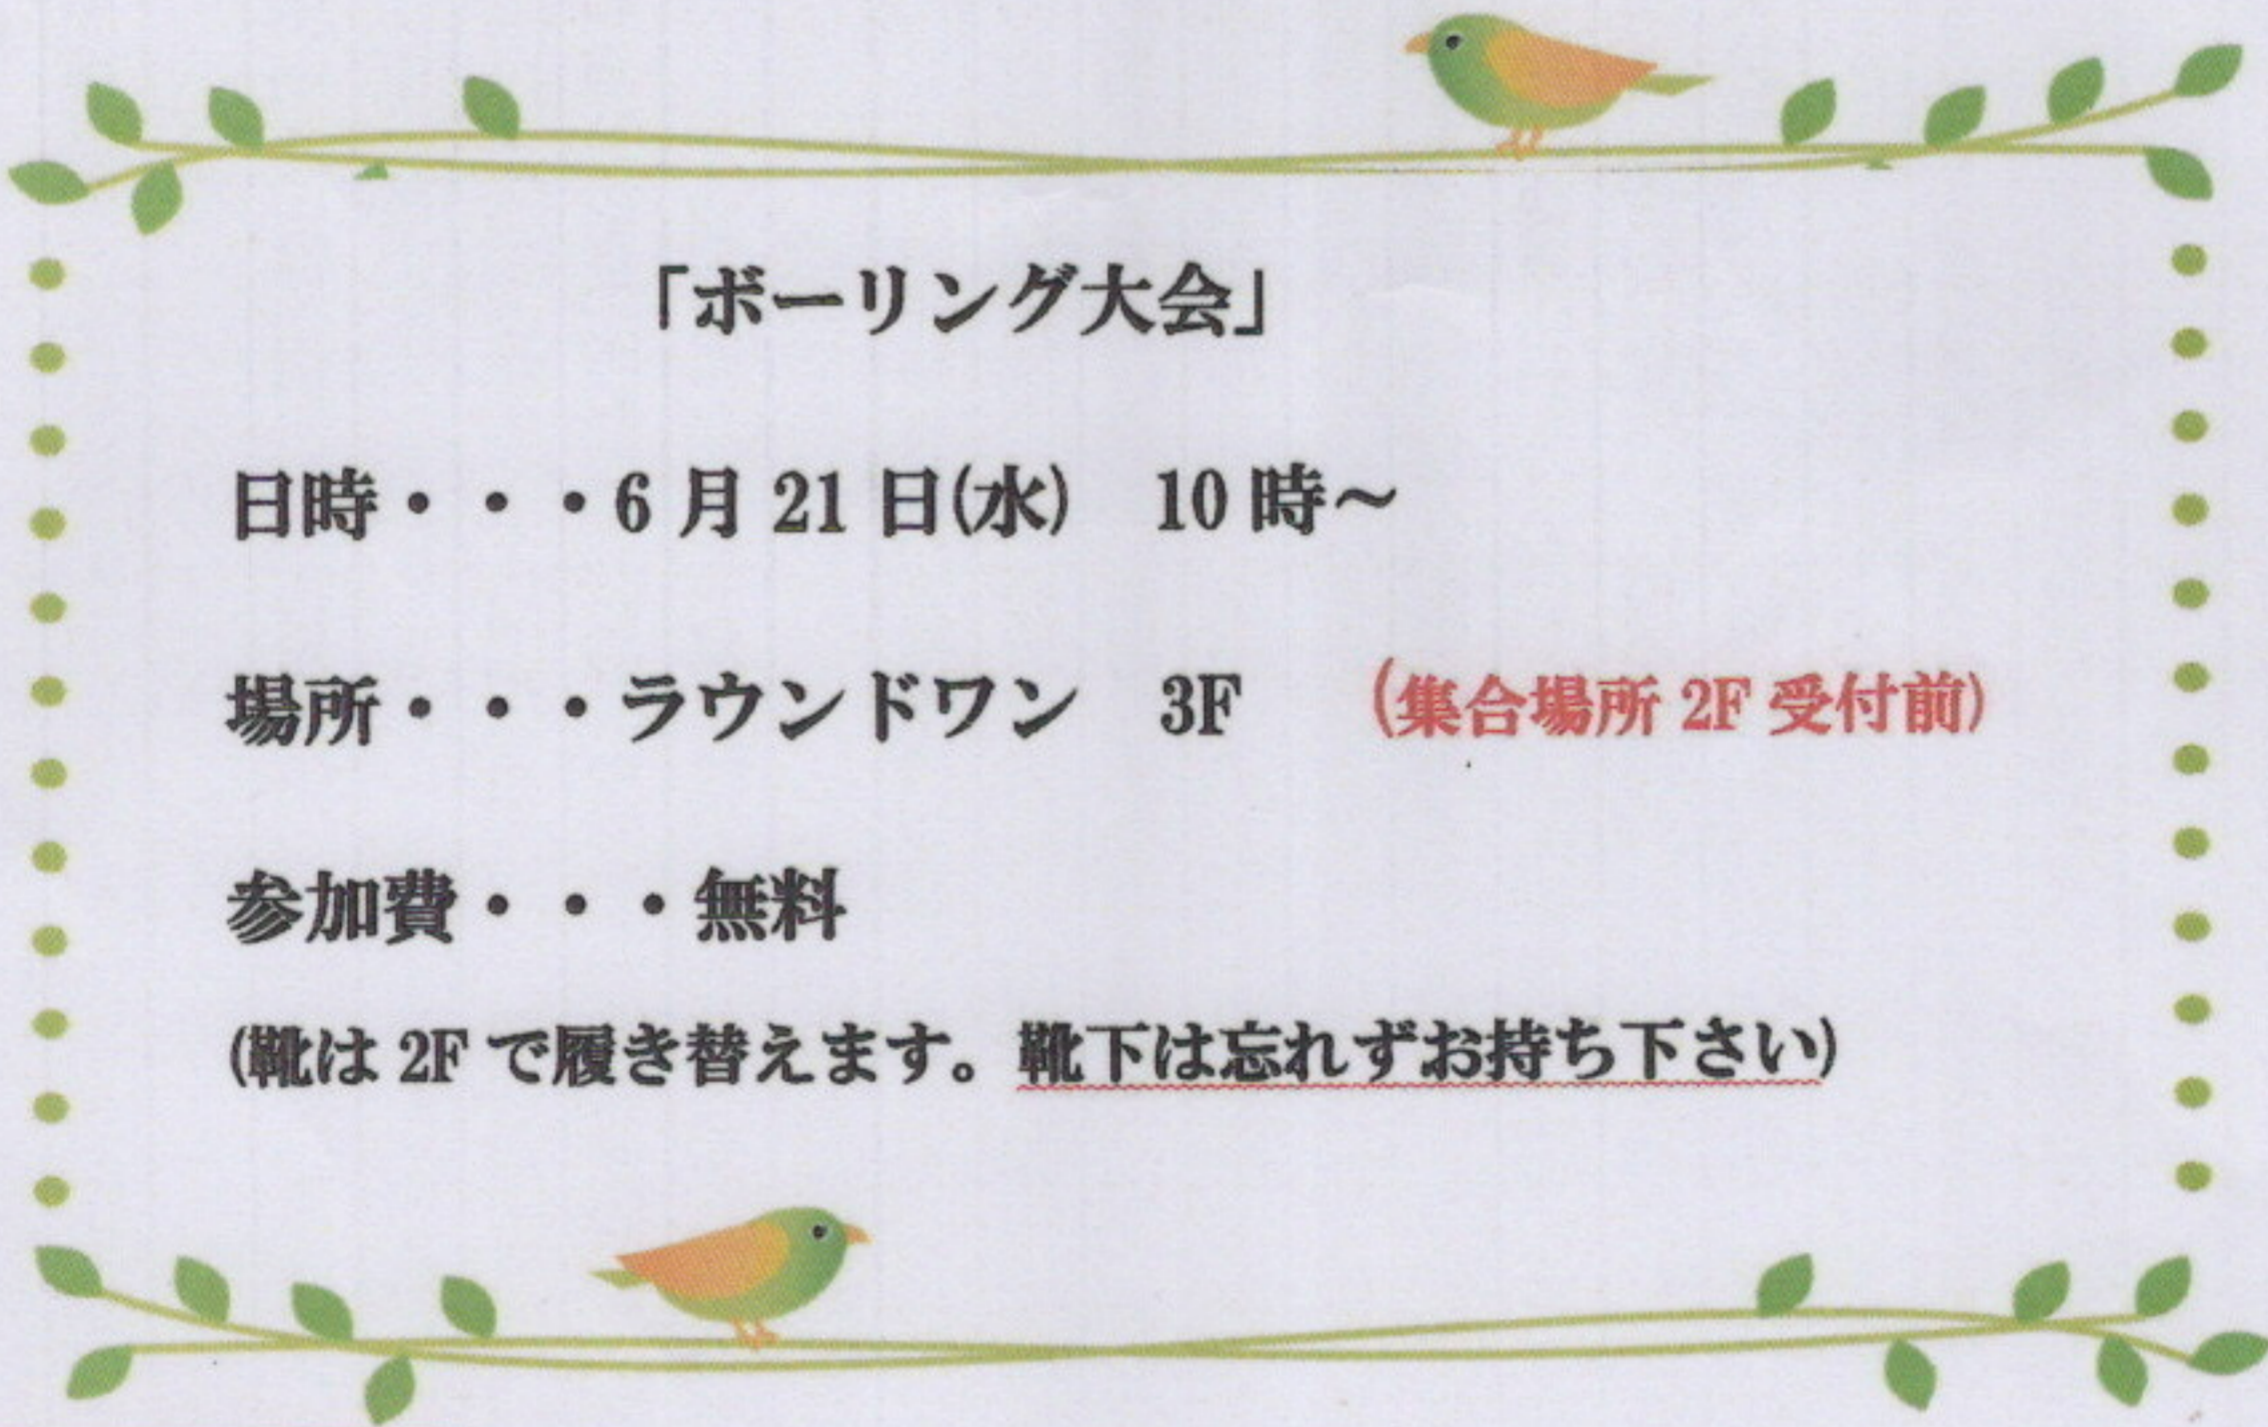 「ボーリング大会」
日時・・・6月21日(水)　10時～
場所・・・ラウンドワン　3F　(集合場所 2F 受付前)
参加費・・・無料
(靴は 2F で履き替えます。靴下は忘れずお持ち下さい)